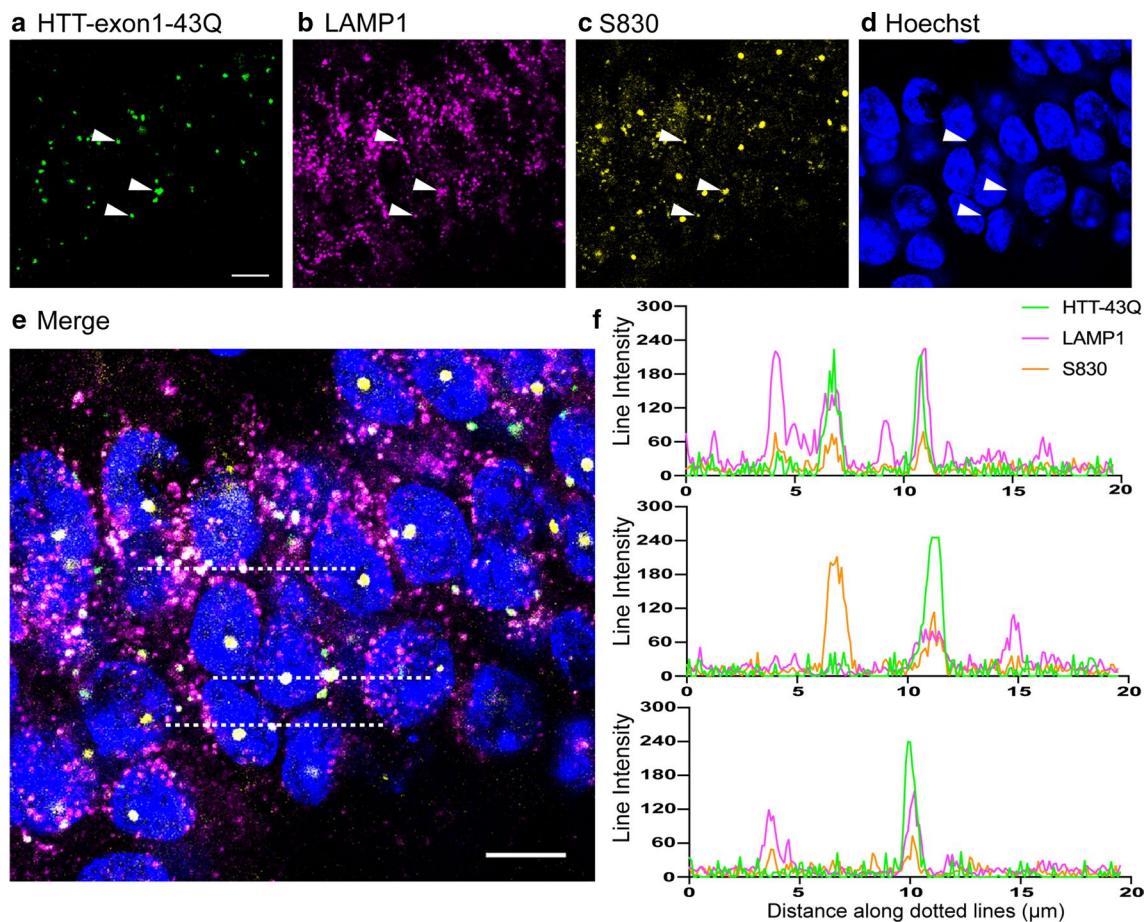 a HTT-exon1-43Q
b LAMP1
c S830
d Hoechst
e Merge
f
HTT-43Q
LAMP1
S830
Line Intensity
300
240
180
120
60
0
0 5 10 15 20
Line Intensity
300
240
180
120
60
0
0 5 10 15 20
Line Intensity
300
240
180
120
60
0
0 5 10 15 20
Distance along dotted lines (µm)